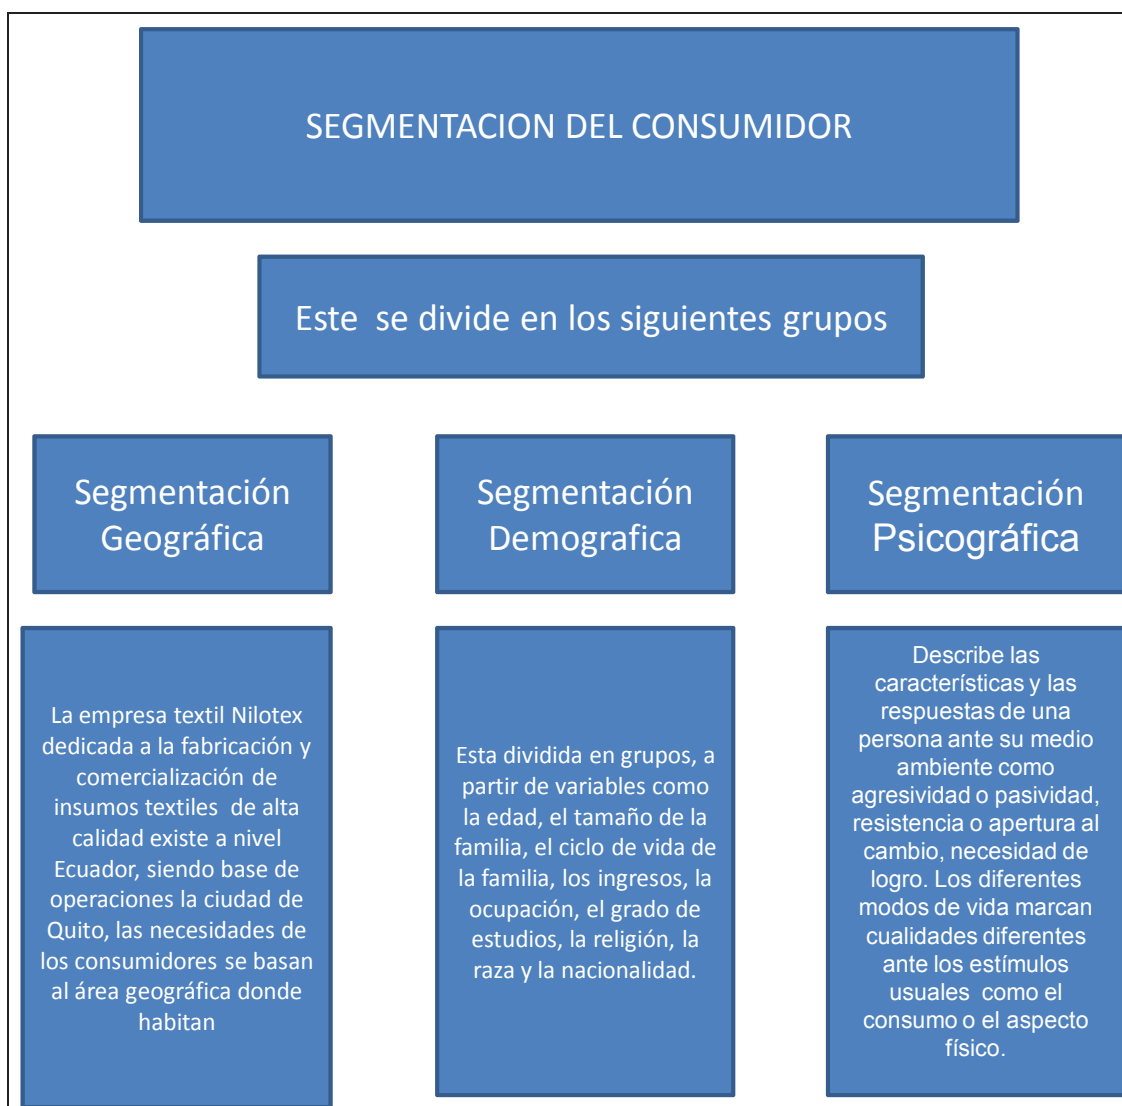 SEGMENTACION DEL CONSUMIDOR
Este se divide en los siguientes grupos
Segmentación
Geográfica
La empresa textil Nilotex
dedicada a la fabricación y
comercialización de
insumos textiles de alta
calidad existe a nivel
Ecuador, siendo base de
operaciones la ciudad de
Quito, las necesidades de
los consumidores se basan
al área geográfica donde
habitan
Segmentación
Demografica
Esta dividida en grupos, a
partir de variables como
la edad, el tamaño de la
familia, el ciclo de vida de
la familia, los ingresos, la
ocupación, el grado de
estudios, la religión, la
raza y la nacionalidad.
Segmentación
Psicográfica
Describe las
características y las
respuestas de una
persona ante su medio
ambiente como
agresividad o pasividad,
resistencia o apertura al
cambio, necesidad de
logro. Los diferentes
modos de vida marcan
cualidades diferentes
ante los estímulos
usuales como el
consumo o el aspecto
físico.